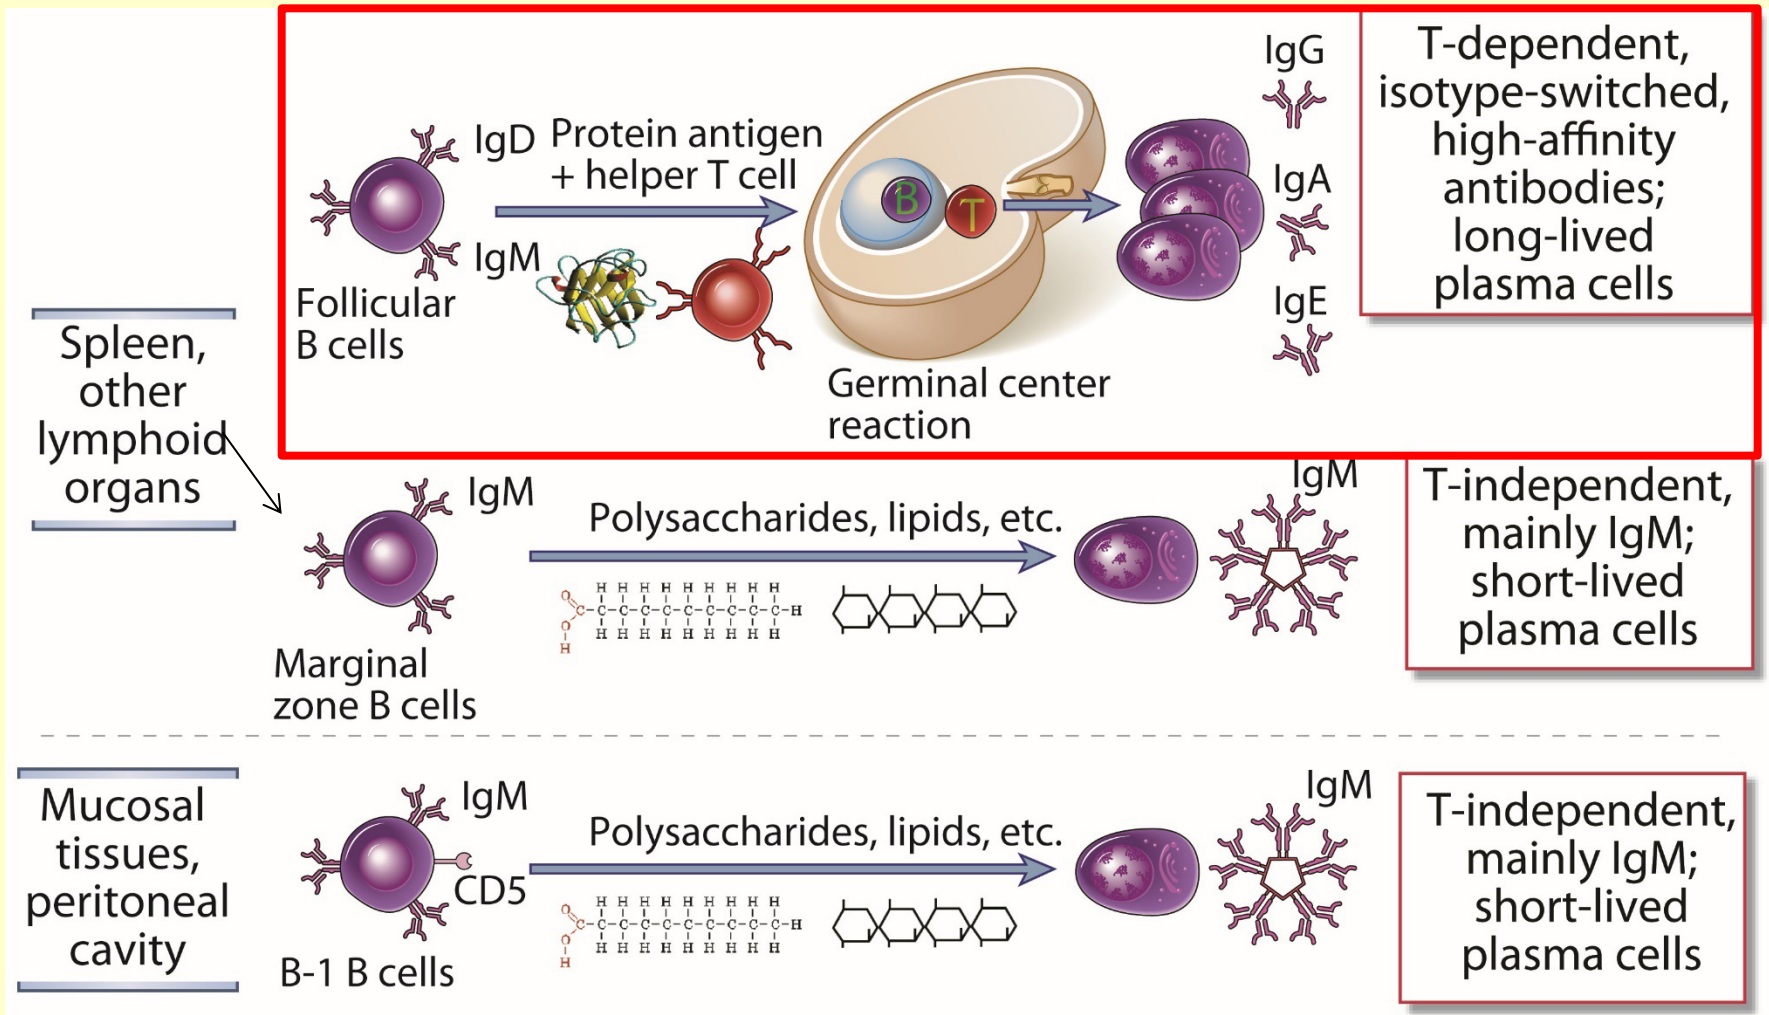 Spleen,
other
lymphoid
organs
IgD
IgM
Follicular
B cells
Protein antigen
+ helper T cell
B
T
Germinal center
reaction
IgG
IgA
IgE
T-dependent,
isotype-switched,
high-affinity
antibodies;
long-lived
plasma cells
IgM
Marginal
zone B cells
Polysaccharides, lipids, etc.
H H H H H H H H
O
C-C-C-C-C-C-C-C-C-H
O
H H H H H H H H
H
IgM
T-independent,
mainly IgM;
short-lived
plasma cells
Mucosal
tissues,
peritoneal
cavity
IgM
CD5
B-1 B cells
Polysaccharides, lipids, etc.
H H H H H H H H
O
C-C-C-C-C-C-C-C-C-H
O
H H H H H H H H
H
IgM
T-independent,
mainly IgM;
short-lived
plasma cells